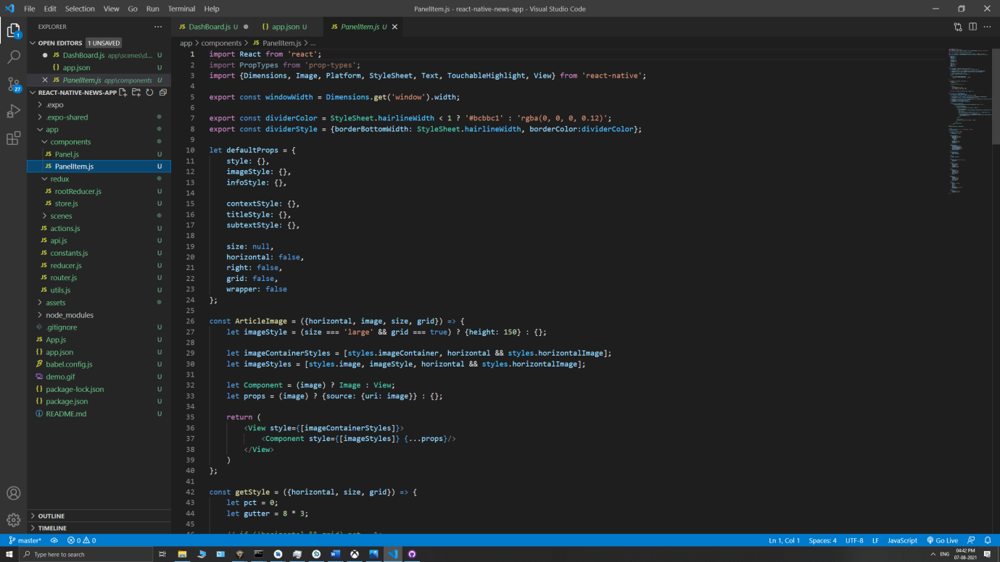 File Edit Selection View Go Run Terminal Help PanelItem.js - react-native-news-app - Visual Studio Code
EXPLORER
DashBoard.js U
app.json U
PanelItem.js U
OPEN EDITORS 1 UNSAVED
DashBoard.js app\scenes\d... U
app.json U
PanelItem.js app\components U
REACT-NATIVE-NEWS-APP
.expo
.expo-shared
app
components
Panel.js U
PanelItem.js U
redux
rootReducer.js U
store.js U
scenes
actions.js U
api.js U
constants.js U
reducer.js U
router.js U
utils.js U
assets
node_modules
.gitignore U
App.js U
app.json U
babel.config.js U
demo.gif U
package-lock.json U
package.json U
README.md U
OUTLINE
TIMELINE
1
27
app > components > JS PanelItem.js > ...
1 import React from 'react';
2 import PropTypes from 'prop-types';
3 import {Dimensions, Image, Platform, StyleSheet, Text, TouchableHighlight, View} from 'react-native';
4
5 export const windowWidth = Dimensions.get('window').width;
6
7 export const dividerColor = StyleSheet.hairlineWidth < 1 ? '#bcbbc1' : 'rgba(0, 0, 0, 0.12)';
8 export const dividerStyle = {borderBottomWidth: StyleSheet.hairlineWidth, borderColor:dividerColor};
9
10 let defaultProps = {
11 style: {},
12 imageStyle: {},
13 infoStyle: {},
14
15 contextStyle: {},
16 titleStyle: {},
17 subtextStyle: {},
18
19 size: null,
20 horizontal: false,
21 right: false,
22 grid: false,
23 wrapper: false
24 };
25
26 const ArticleImage = ({horizontal, image, size, grid}) => {
27 let imageStyle = (size === 'large' && grid === true) ? {height: 150} : {};
28
29 let imageContainerStyles = [styles.imageContainer, horizontal && styles.horizontalImage];
30 let imageStyles = [styles.image, imageStyle, horizontal && styles.horizontalImage];
31
32 let Component = (image) ? Image : View;
33 let props = (image) ? {source: {uri: image}} : {};
34
35 return (
36 <View style={[imageContainerStyles]}>
37 <Component style={[imageStyles]} {...props}/>
38 </View>
39 )
40 };
41
42 const getStyle = ({horizontal, size, grid}) => {
43 let pct = 0;
44 let gutter = 8 * 3;
45
master* 0 0 Ln 1, Col 1 Spaces: 4 UTF-8 LF JavaScript Go Live
Type here to search
ENG
04:42 PM
07-08-2021